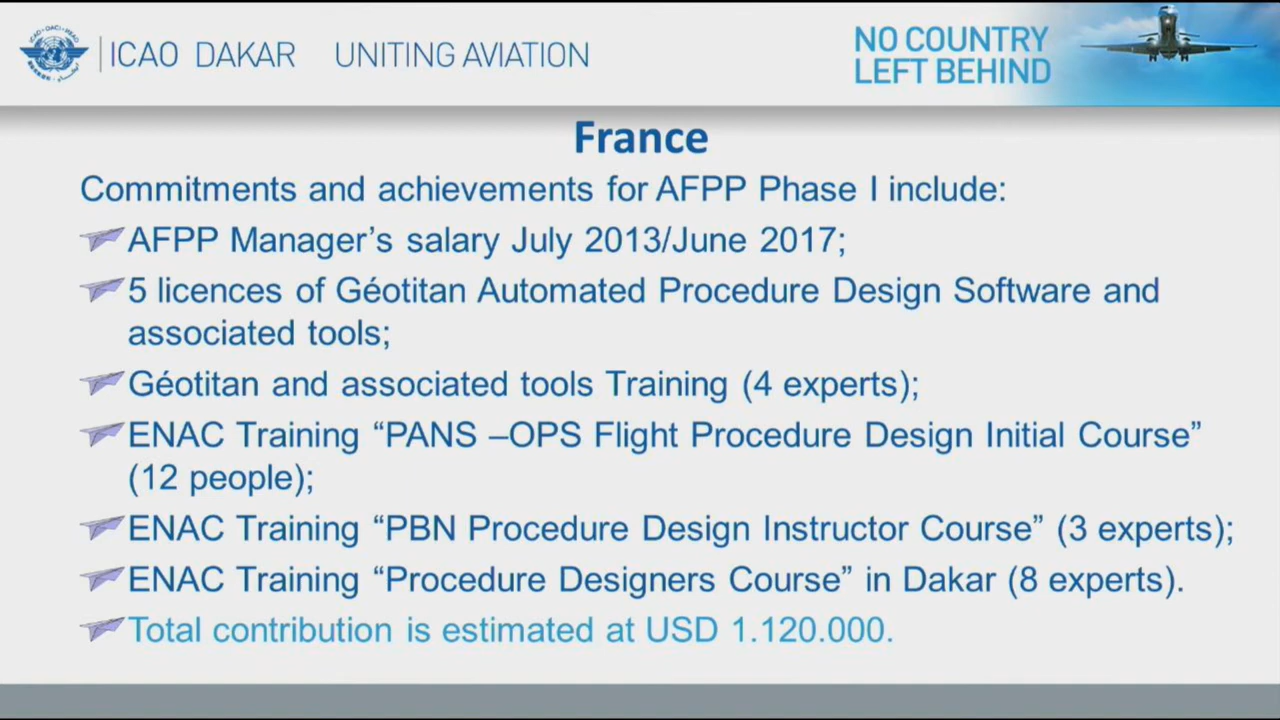 ICAO DAKAR UNITING AVIATION
NO COUNTRY
LEFT BEHIND
France
Commitments and achievements for AFPP Phase I include:
AFPP Manager’s salary July 2013/June 2017;
5 licences of Géotitan Automated Procedure Design Software and
associated tools;
Géotitan and associated tools Training (4 experts);
ENAC Training “PANS –OPS Flight Procedure Design Initial Course”
(12 people);
ENAC Training “PBN Procedure Design Instructor Course” (3 experts);
ENAC Training “Procedure Designers Course” in Dakar (8 experts).
Total contribution is estimated at USD 1.120.000.